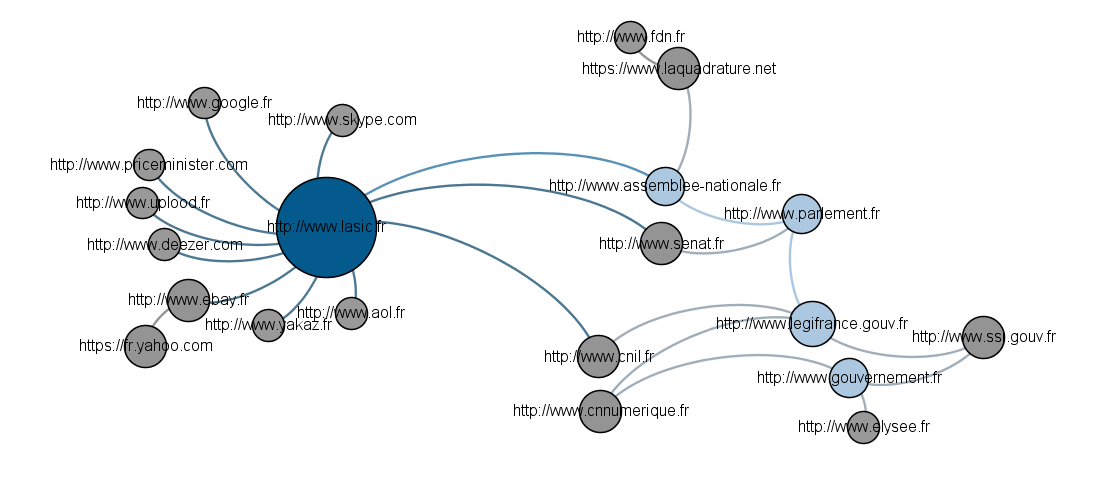 http://www.fdn.fr
https://www.laquadrature.net
http://www.google.fr
http://www.skype.com
http://www.priceminister.com
http://www.uplood.fr
http://www.deezer.com
http://www.lasic.fr
http://www.assemblee-nationale.fr
http://www.parlement.fr
http://www.senat.fr
http://www.ebay.fr
http://www.aol.fr
http://www.yakaz.fr
https://fr.yahoo.com
http://www.legifrance.gouv.fr
http://www.ssi.gouv.fr
http://www.cnil.fr
http://www.gouvernement.fr
http://www.cnnumerique.fr
http://www.elysee.fr